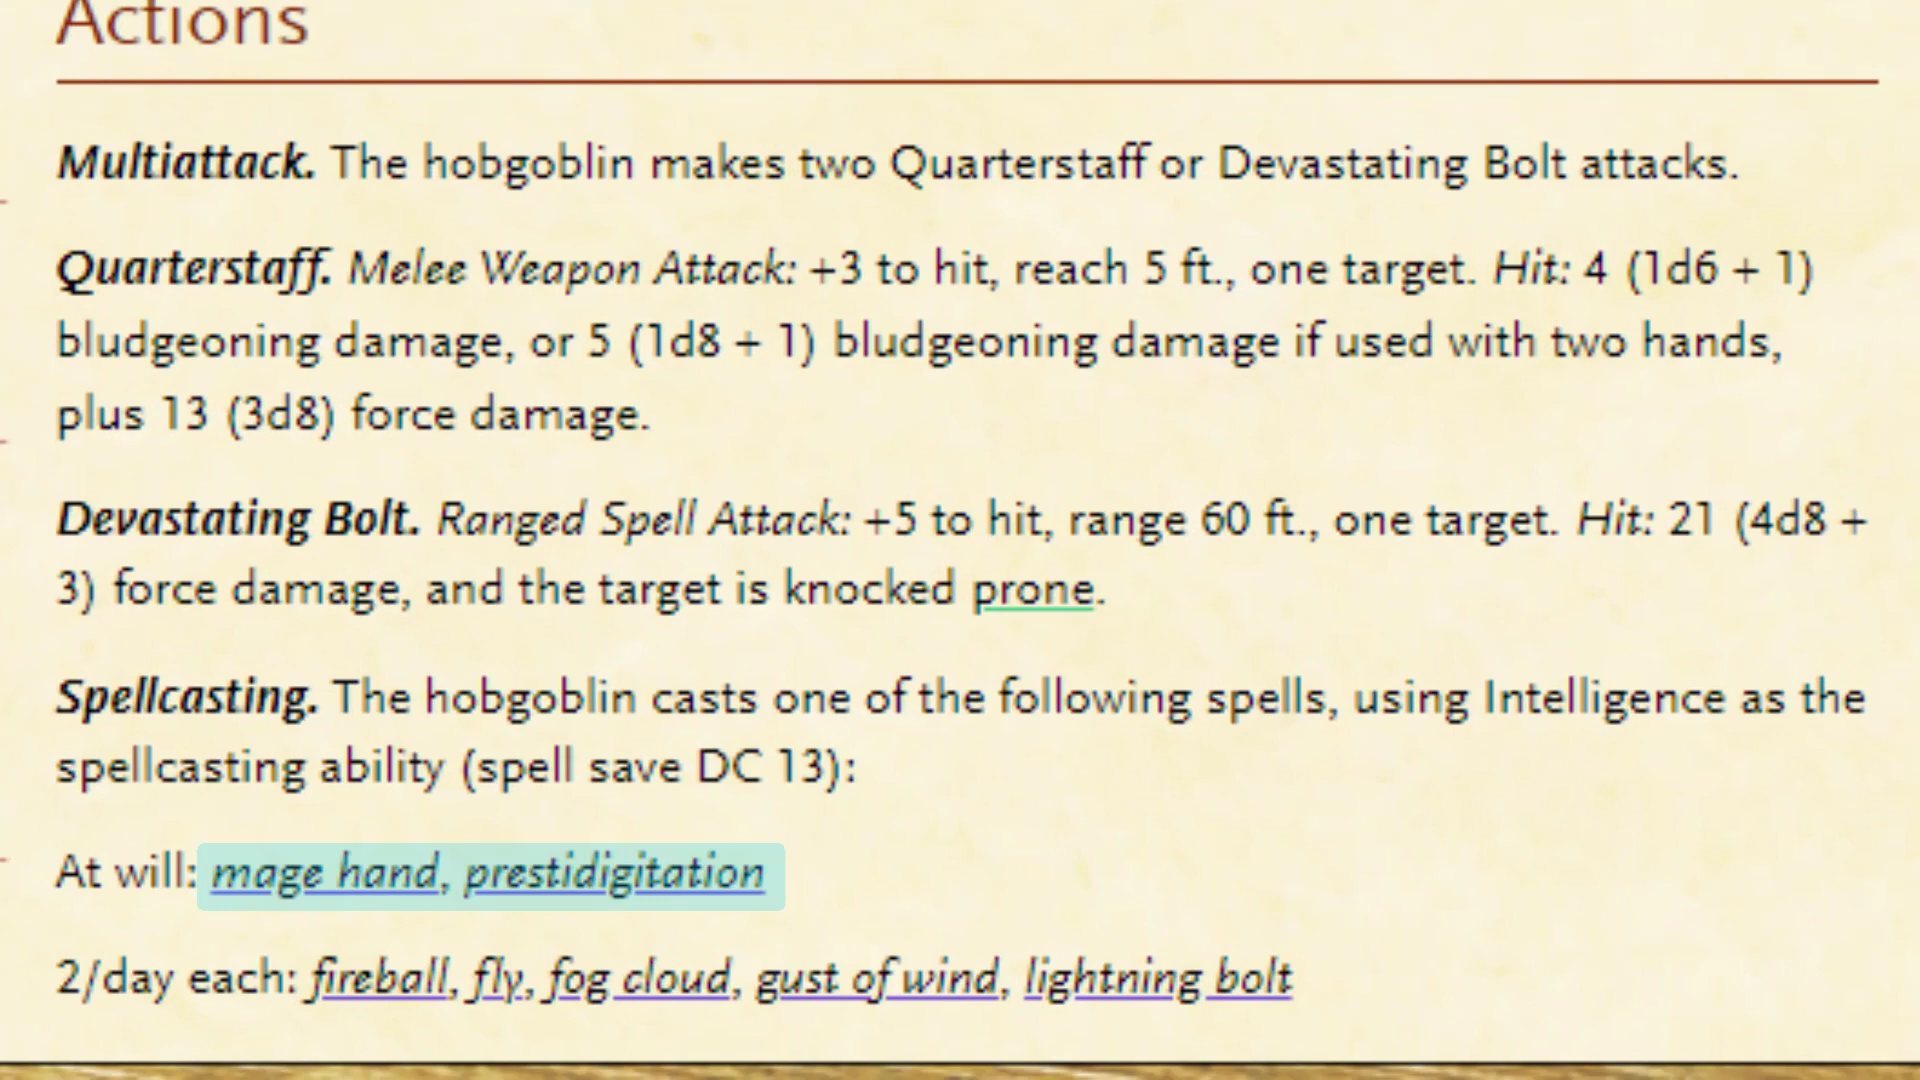 Actions
Multiattack. The hobgoblin makes two Quarterstaff or Devastating Bolt attacks.
Quarterstaff. Melee Weapon Attack: +3 to hit, reach 5 ft., one target. Hit: 4 (1d6 + 1)
bludgeoning damage, or 5 (1d8 + 1) bludgeoning damage if used with two hands,
plus 13 (3d8) force damage.
Devastating Bolt. Ranged Spell Attack: +5 to hit, range 60 ft., one target. Hit: 21 (4d8 +
3) force damage, and the target is knocked prone.
Spellcasting. The hobgoblin casts one of the following spells, using Intelligence as the
spellcasting ability (spell save DC 13):
At will: mage hand, prestidigitation
2/day each: fireball, fly, fog cloud, gust of wind, lightning bolt